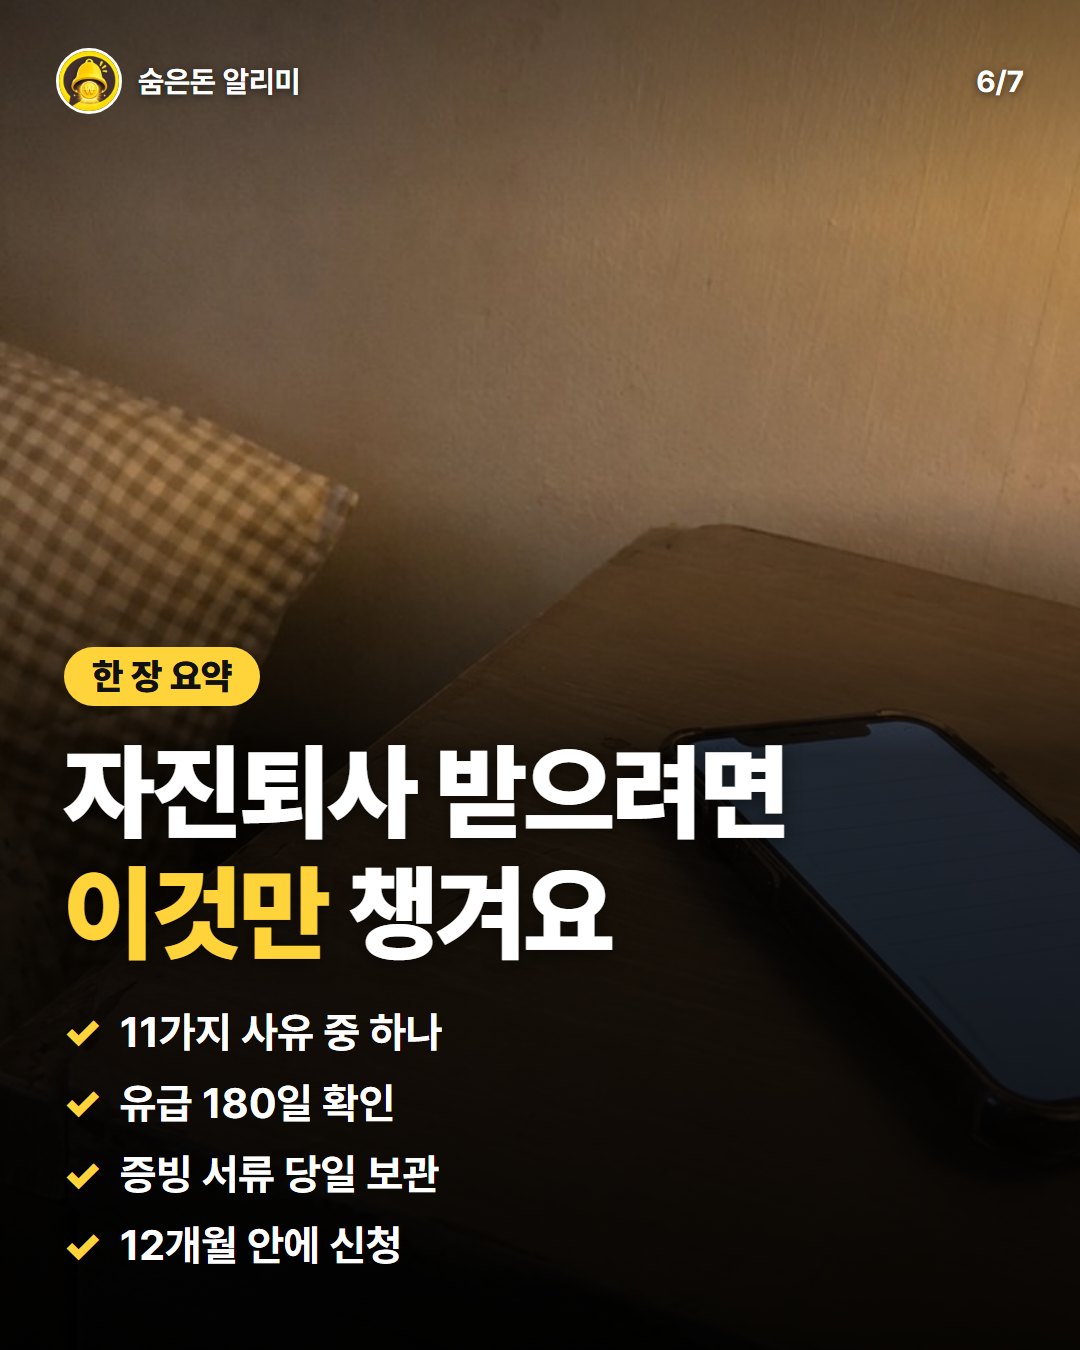 숨은돈 알리미
6/7
한 장 요약
자진퇴사 받으려면
이것만 챙겨요
11가지 사유 중 하나
유급 180일 확인
증빙 서류 당일 보관
12개월 안에 신청